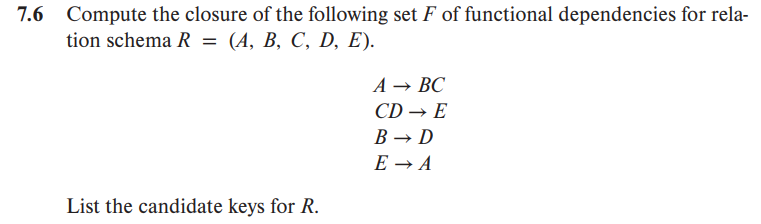 7.6 Compute the closure of the following set F of functional dependencies for rela-
tion schema R = (A, B, C, D, E).
A → BC
CD → E
B → D
E → A
List the candidate keys for R.